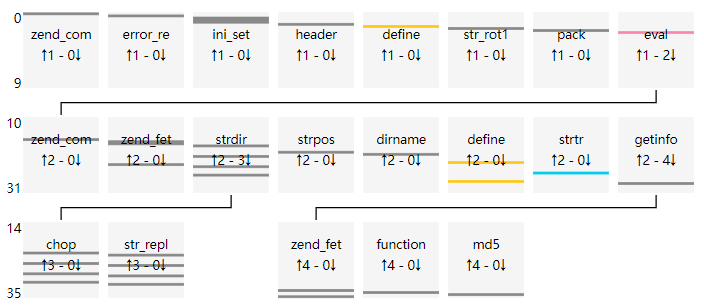 0
zend_com error_re ini_set header define str_rot1 pack eval
↑1 - 0↓ ↑1 - 0↓ ↑1 - 0↓ ↑1 - 0↓ ↑1 - 0↓ ↑1 - 0↓ ↑1 - 0↓ ↑1 - 2↓
9
10
zend_com zend_fet strdir strpos dirname define strtr getinfo
↑2 - 0↓ ↑2 - 0↓ ↑2 - 3↓ ↑2 - 0↓ ↑2 - 0↓ ↑2 - 0↓ ↑2 - 0↓ ↑2 - 4↓
31
14
chop str_repl zend_fet function md5
↑3 - 0↓ ↑3 - 0↓ ↑4 - 0↓ ↑4 - 0↓ ↑4 - 0↓
35